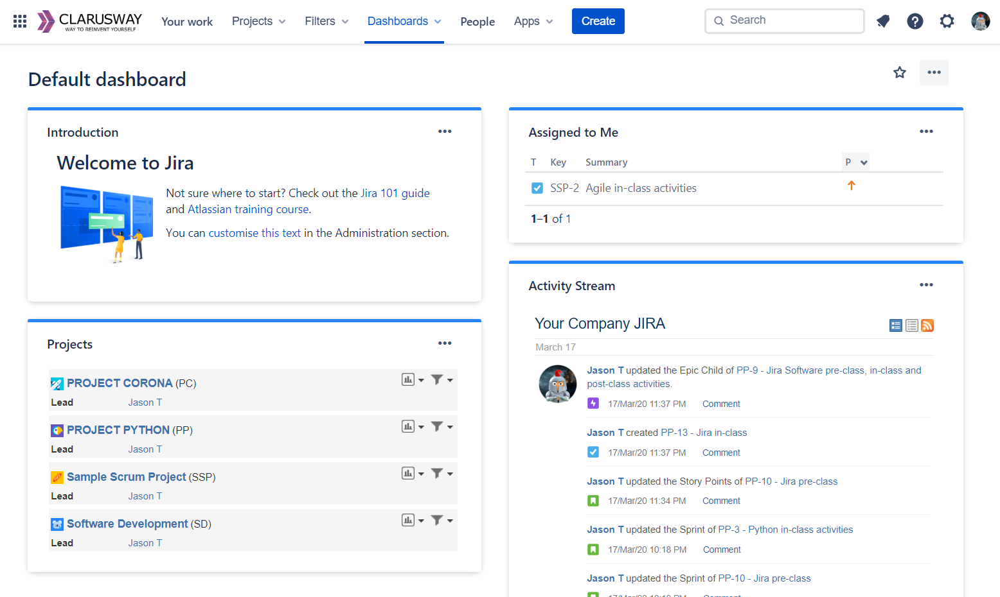 CLARUSWAY
WAY TO REINVENT YOURSELF
Your work
Projects
Filters
Dashboards
People
Apps
Create
Search
Default dashboard
Introduction
Welcome to Jira
Not sure where to start? Check out the Jira 101 guide
and Atlassian training course.
You can customise this text in the Administration section.
Projects
PROJECT CORONA (PC)
Lead Jason T
PROJECT PYTHON (PP)
Lead Jason T
Sample Scrum Project (SSP)
Lead Jason T
Software Development (SD)
Lead Jason T
Assigned to Me
T Key Summary P
SSP-2 Agile in-class activities
1–1 of 1
Activity Stream
Your Company JIRA
March 17
Jason T updated the Epic Child of PP-9 - Jira Software pre-class, in-class and
post-class activities.
17/Mar/20 11:37 PM Comment
Jason T created PP-13 - Jira in-class
17/Mar/20 11:37 PM Comment
Jason T updated the Story Points of PP-10 - Jira pre-class
17/Mar/20 11:34 PM Comment
Jason T updated the Sprint of PP-3 - Python in-class activities
17/Mar/20 10:18 PM Comment
Jason T updated the Sprint of PP-10 - Jira pre-class